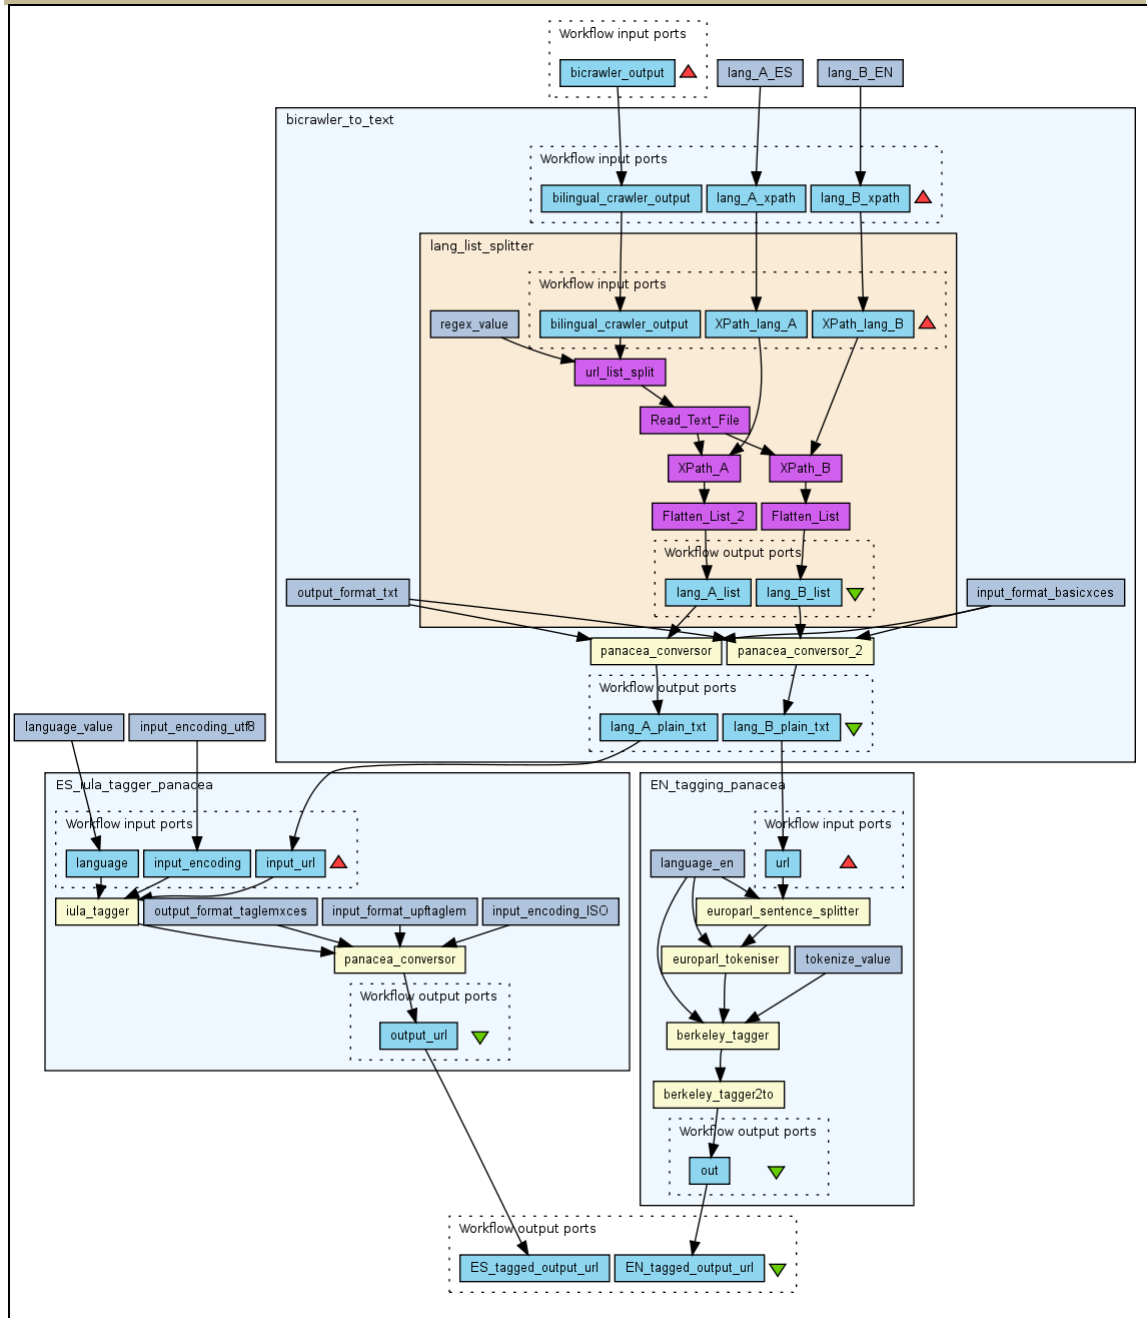 Workflow input ports
bicrawler_output
lang_A_ES
lang_B_EN
bicrawler_to_text
Workflow input ports
bilingual_crawler_output
lang_A_xpath
lang_B_xpath
lang_list_splitter
Workflow input ports
regex_value
bilingual_crawler_output
XPath_lang_A
XPath_lang_B
url_list_split
Read_Text_File
XPath_A
XPath_B
Flatten_List_2
Flatten_List
Workflow output ports
output_format_txt
lang_A_list
lang_B_list
input_format_basicxces
panacea_conversor
panacea_conversor_2
Workflow output ports
language_value
input_encoding_utf8
lang_A_plain_txt
lang_B_plain_txt
ES_iula_tagger_panacea
EN_tagging_panacea
Workflow input ports
Workflow input ports
language
input_encoding
input_url
language_en
url
iula_tagger
output_format_taglemxces
input_format_upftaglem
input_encoding_ISO
europarl_sentence_splitter
panacea_conversor
europarl_tokeniser
tokenize_value
Workflow output ports
output_url
berkeley_tagger
berkeley_tagger2to
Workflow output ports
out
Workflow output ports
ES_tagged_output_url
EN_tagged_output_url